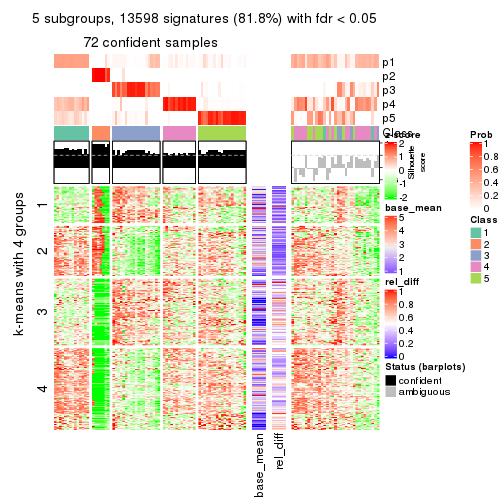 5 subgroups, 13598 signatures (81.8%) with fdr < 0.05
72 confident samples
p1
p2
p3
p4
p5
Class
k-means with 4 groups
1
2
3
4
base_mean
rel_diff
z-score
2
1
0
-1
-2
Silhouette
score
base_mean
5
4
3
2
1
rel_diff
1
0.8
0.6
0.4
0.2
0
Status (barplots)
confident
ambiguous
Prob
1
0.8
0.6
0.4
0.2
0
Class
1
2
3
4
5